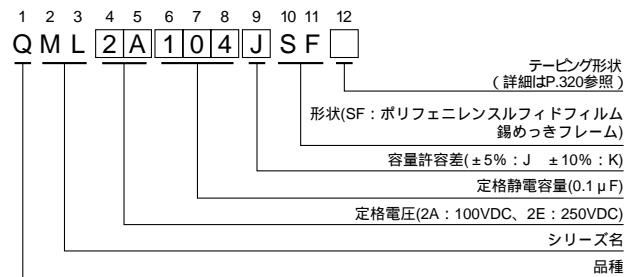 1 2 3 4 5 6 7 8 9 10 11 12
Q M L 2 A 1 0 4 J S F
テーピング形状
(詳細はP.320参照)
形状(SF:ポリフェニレンスルフィドフィルム
錫めっきフレーム)
容量許容差(±5%:J ±10%:K)
定格静電容量(0.1μF)
定格電圧(2A:100VDC、2E:250VDC)
シリーズ名
品種